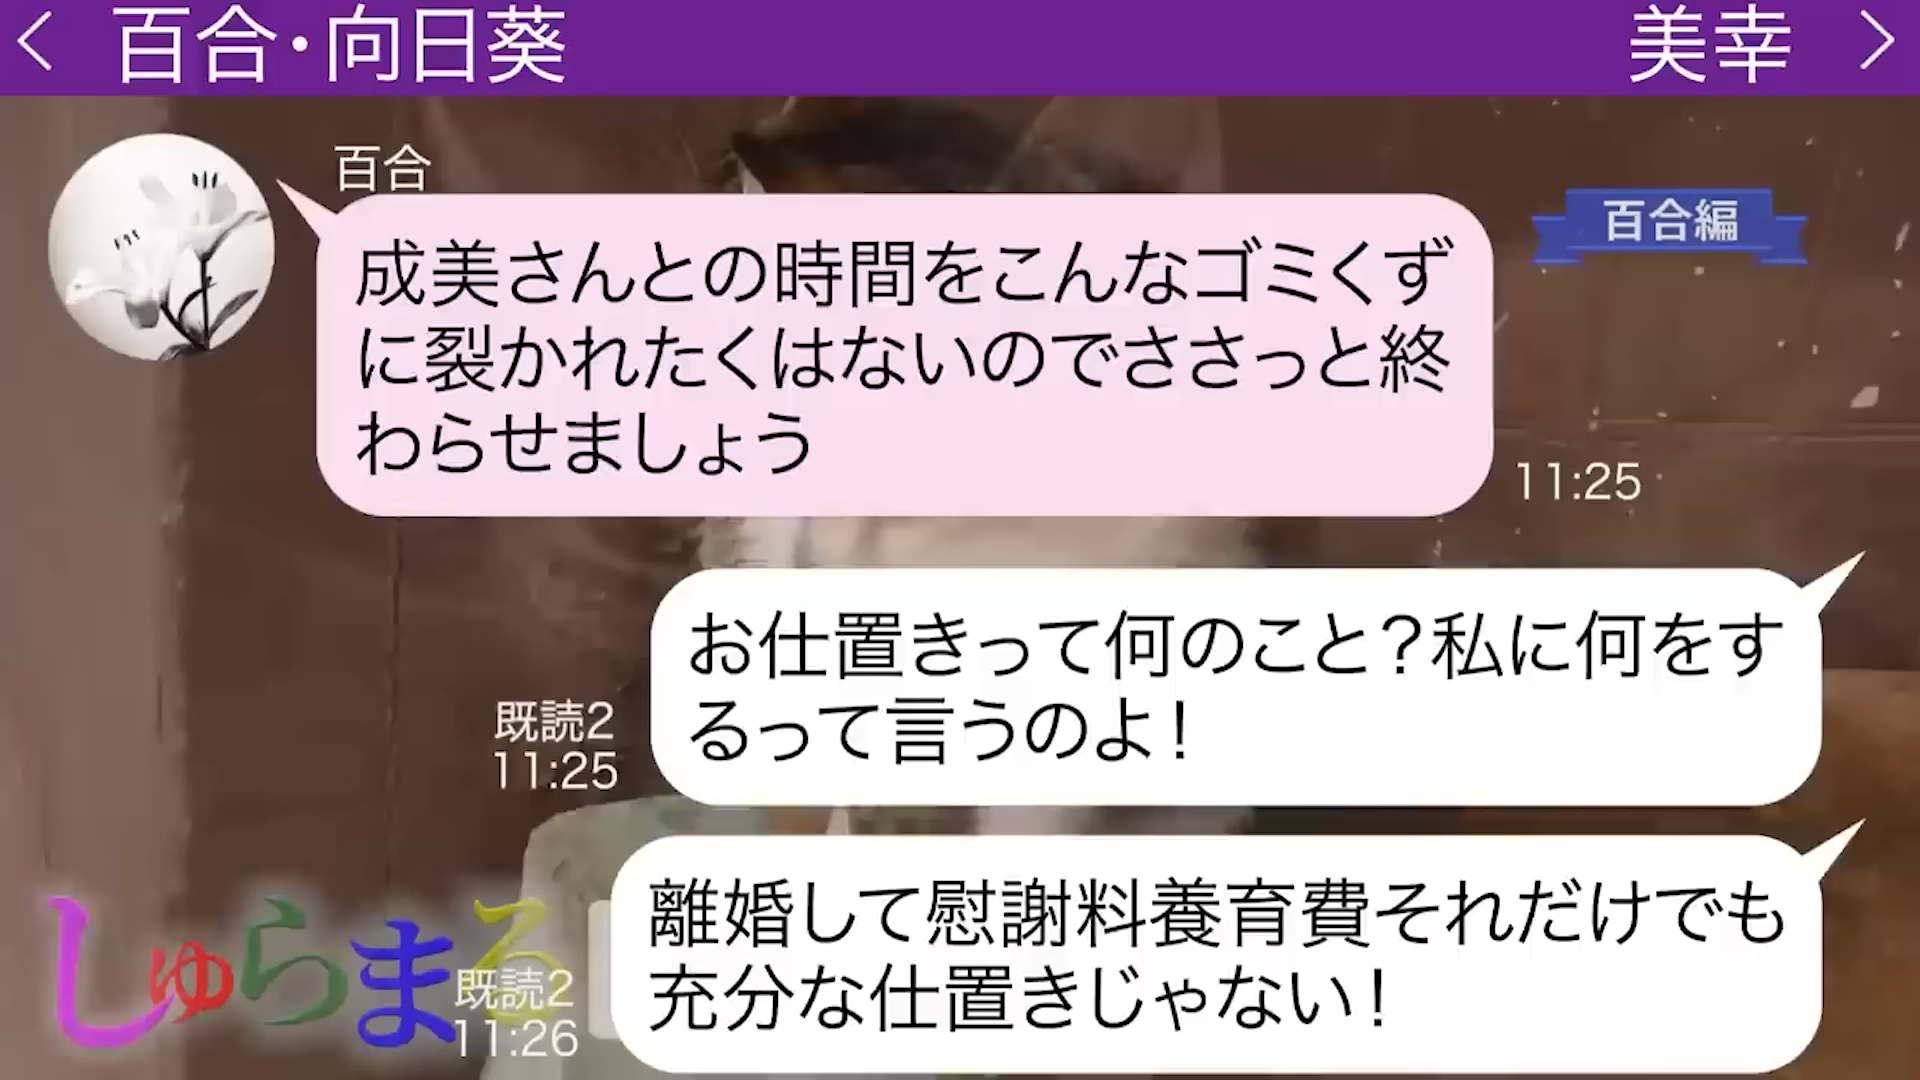 百合・向日葵
美幸
百合
百合編
成美さんとの時間をこんなゴミくず
に裂かれたくはないのでささっと終
わらせましょう
11:25
お仕置きって何のこと?私に何をす
るって言うのよ!
既読2
11:25
離婚して慰謝料養育費それだけでも
充分な仕置きじゃない!
既読2
11:26
しゅらまる